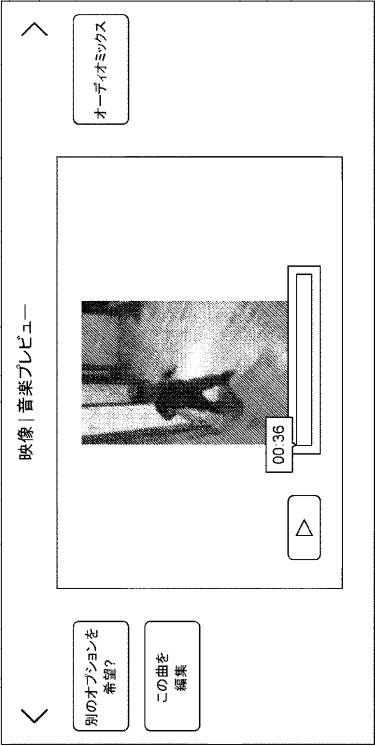 映像 | 音楽プレビュー
別のオプションを
希望?
この曲を
編集
オーディオミックス
00:36